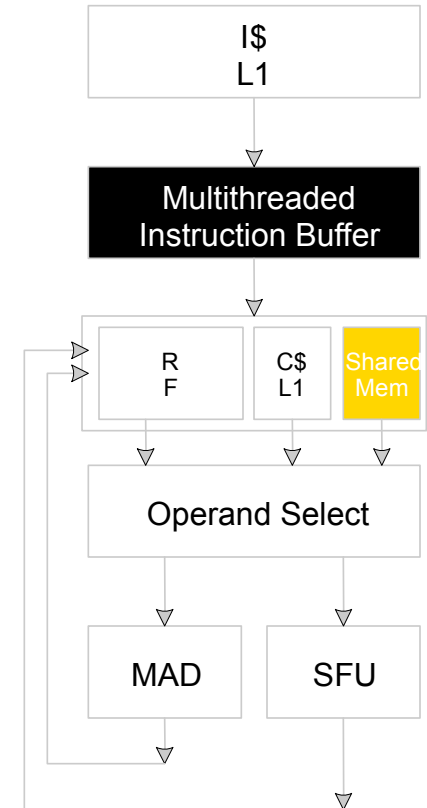 I$
L1
Multithreaded
Instruction Buffer
R
F
C$
L1
Shared
Mem
Operand Select
MAD
SFU